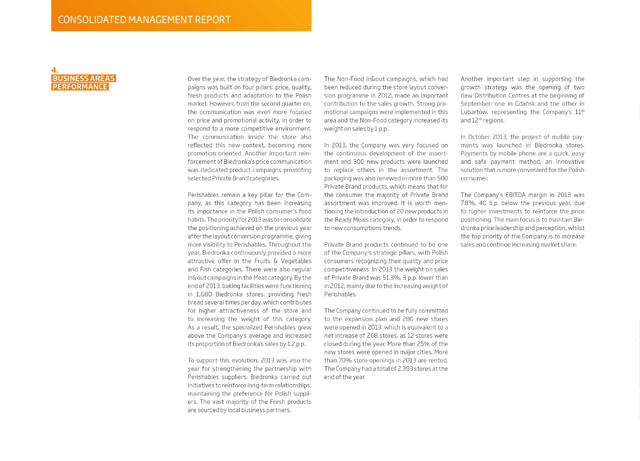 CONSOLIDATED MANAGEMENT REPORT
4.
BUSINESS AREAS
PERFORMANCE
Over the year, the strategy of Biedronka cam-
paigns was built on four pillars: price, quality,
fresh products and adaptation to the Polish
market. However, from the second quarter on,
the communication was even more focused
on price and promotional activity, in order to
respond to a more competitive environment.
The communication inside the store also
reflected this new context, becoming more
promotion oriented. Another important rein-
forcement of Biedronka's price communication
was dedicated product campaigns promoting
selected Private Brand categories.
Perishables remain a key pillar for the Com-
pany, as this category has been increasing
its importance in the Polish consumer's food
habits. The priority for 2013 was to consolidate
the positioning achieved on the previous year
after the layout conversion programme, giving
more visibility to Perishables. Throughout the
year, Biedronka continuously provided a more
attractive offer in the Fruits & Vegetables
and Fish categories. There were also regular
in&out campaigns in the Meat category. By the
end of 2013, baking facilities were functioning
in 1,680 Biedronka stores, providing fresh
bread several times per day, which contributes
for higher attractiveness of the store and
to increasing the weight of this category.
As a result, the specialized Perishables grew
above the Company's average and increased
its proportion of Biedronka's sales by 1.2 p.p..
To support this evolution, 2013 was also the
year for strengthening the partnership with
Perishables suppliers. Biedronka carried out
initiatives to reinforce long-term relationships,
maintaining the preference for Polish suppli-
ers. The vast majority of the Fresh products
are sourced by local business partners.
The Non-Food in&out campaigns, which had
been reduced during the store layout conver-
sion programme in 2012, made an important
contribution to the sales growth. Strong pro-
motional campaigns were implemented in this
area and the Non-Food category increased its
weight on sales by 1 p.p..
In 2013, the Company was very focused on
the continuous development of the assort-
ment and 300 new products were launched
to replace others in the assortment. The
packaging was also renewed in more than 500
Private Brand products, which means that for
the consumer the majority of Private Brand
assortment was improved. It is worth men-
tioning the introduction of 20 new products in
the Ready Meals category, in order to respond
to new consumptions trends.
Private Brand products continued to be one
of the Company's strategic pillars, with Polish
consumers recognizing their quality and price
competitiveness. In 2013 the weight on sales
of Private Brand was 51.3%, 3 p.p. lower than
in 2012, mainly due to the increasing weight of
Perishables.
The Company continued to be fully committed
to the expansion plan and 280 new stores
were opened in 2013, which is equivalent to a
net increase of 268 stores, as 12 stores were
closed during the year. More than 25% of the
new stores were opened in major cities. More
than 70% store openings in 2013 are rented.
The Company had a total of 2,393 stores at the
end of the year.
Another important step in supporting the
growth strategy was the opening of two
new Distribution Centres at the beginning of
September: one in Gdańsk and the other in
Lubartów, representing the Company's 11th
and 12th regions.
In October 2013, the project of mobile pay-
ments was launched in Biedronka stores.
Payments by mobile phone are a quick, easy
and safe payment method, an innovative
solution that is more convenient for the Polish
consumer.
The Company's EBITDA margin in 2013 was
7.8%, 40 b.p. below the previous year, due
to higher investments to reinforce the price
positioning. The main focus is to maintain Bie-
dronka price leadership and perception, whilst
the top priority of the Company is to increase
sales and continue increasing market share.